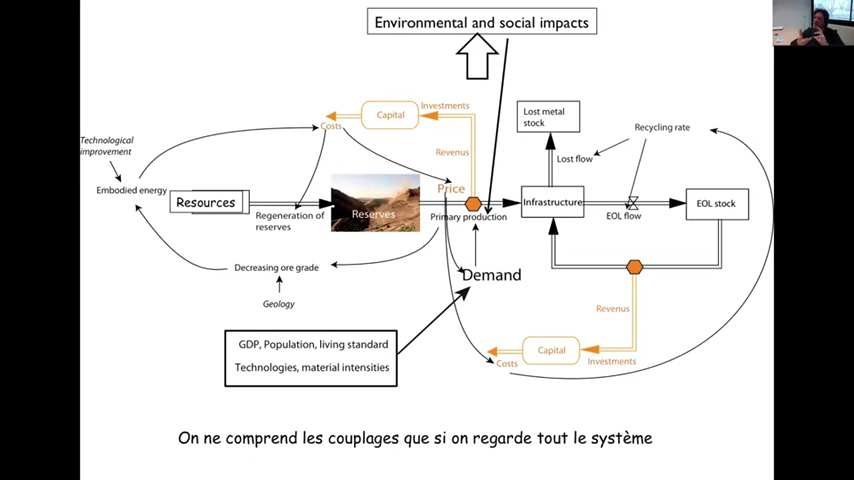 Environmental and social impacts
Investments
Capital
Costs
Lost metal
stock
Recycling rate
Technological
improvement
Revenus
Lost flow
Embodied energy
Price
Resources
Reserves
Infrastructure
EOL stock
Regeneration of
reserves
Primary production
EOL flow
Decreasing ore grade
Demand
Geology
Revenus
GDP, Population, living standard
Technologies, material intensities
Capital
Costs
Investments
On ne comprend les couplages que si on regarde tout le système